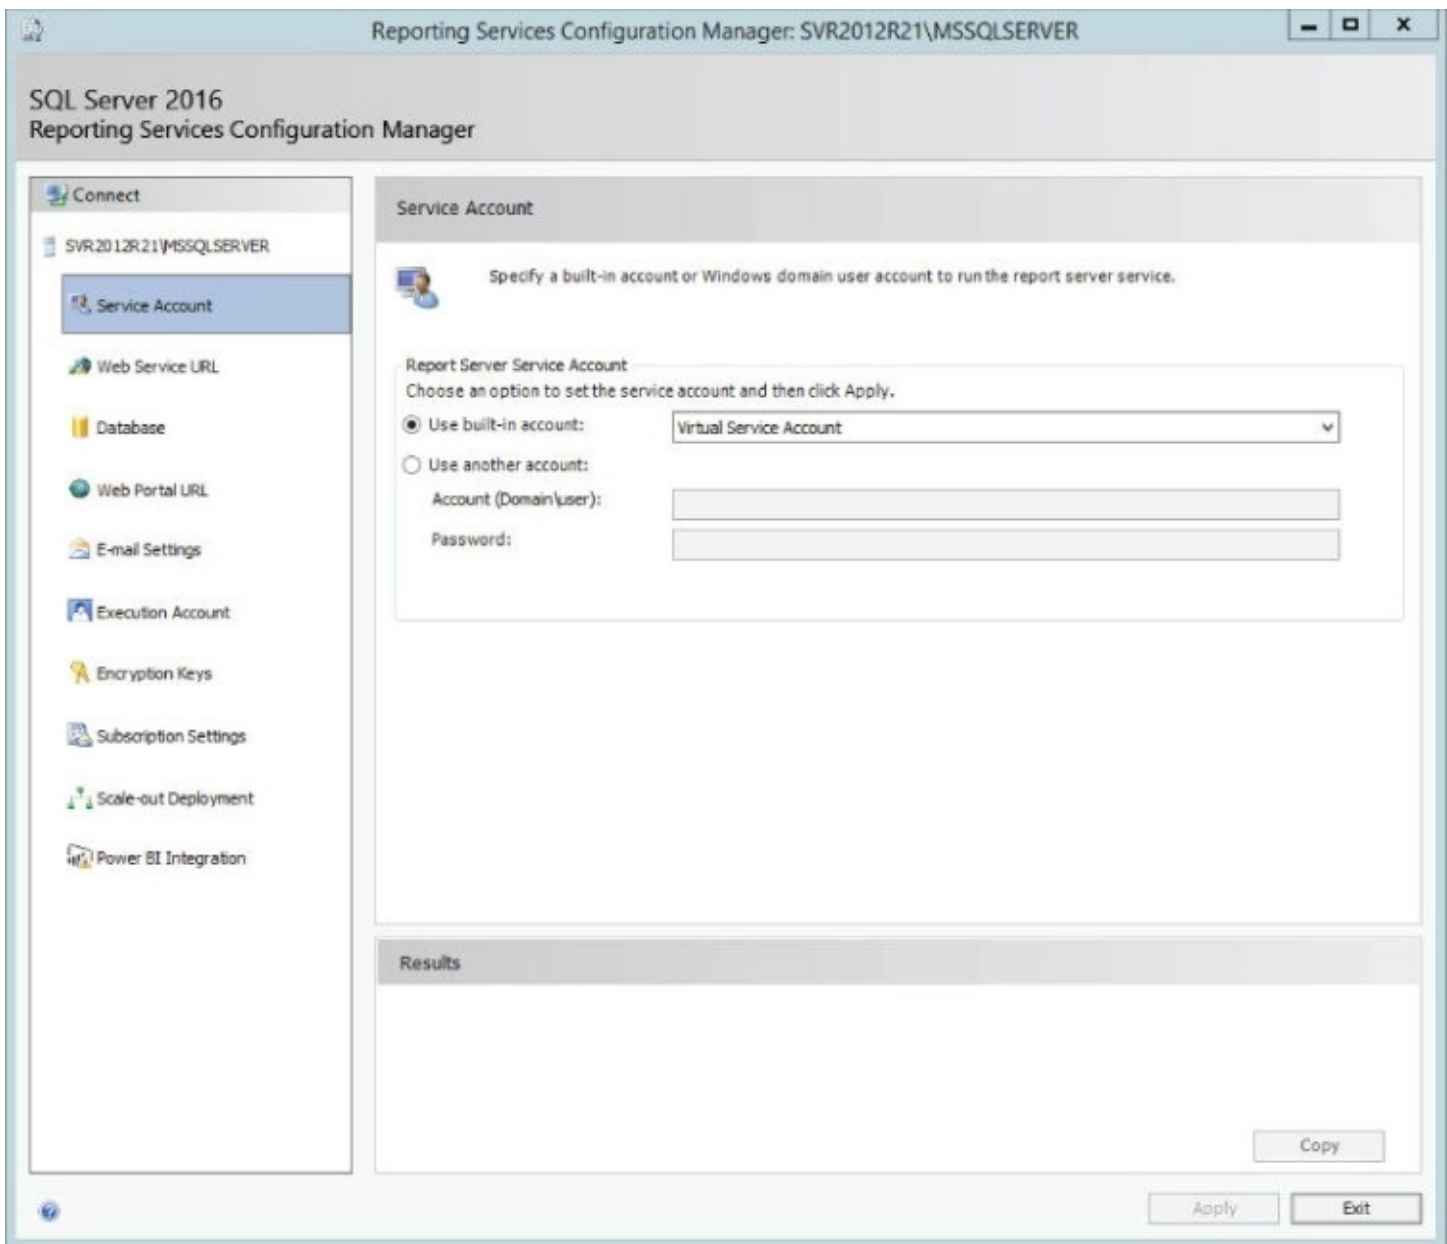 Reporting Services Configuration Manager: SVR2012R21\MSSQLSERVER
SQL Server 2016
Reporting Services Configuration Manager
Connect
SVR2012R21\MSSQLSERVER
Service Account
Web Service URL
Database
Web Portal URL
E-mail Settings
Execution Account
Encryption Keys
Subscription Settings
Scale-out Deployment
Power BI Integration
Service Account
Specify a built-in account or Windows domain user account to run the report server service.
Report Server Service Account
Choose an option to set the service account and then click Apply.
Use built-in account:
Virtual Service Account
Use another account:
Account (Domain\user):
Password:
Results
Copy
Apply
Exit